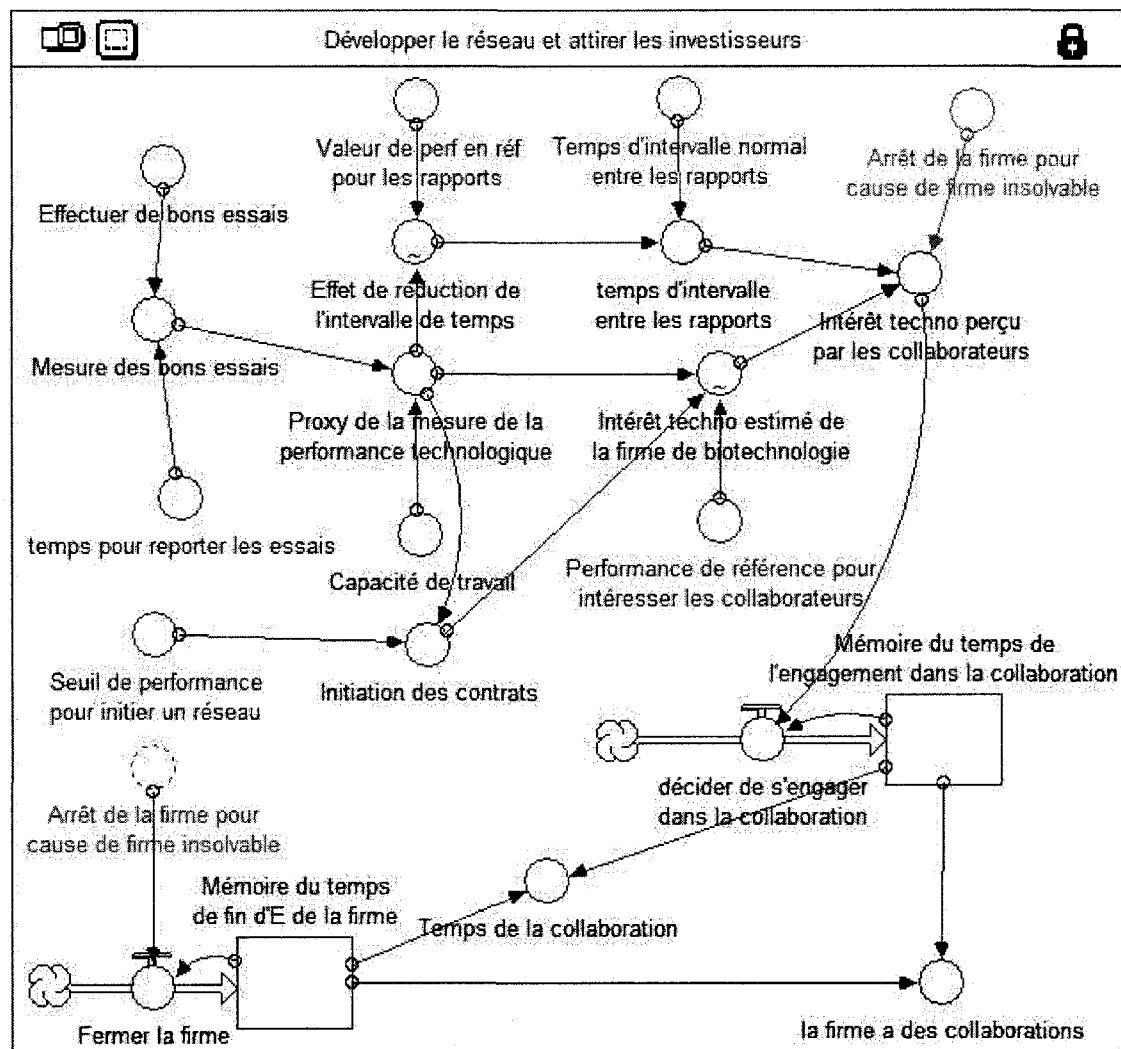 Développer le réseau et attirer les investisseurs
Valeur de perf en réf
pour les rapports
Temps d'intervalle normal
entre les rapports
Arrêt de la firme pour
cause de firme insolvable
Effectuer de bons essais
Effet de réduction de
l'intervalle de temps
temps d'intervalle
entre les rapports
Intérêt techno perçu
par les collaborateurs
Mesure des bons essais
Proxy de la mesure de la
performance technologique
Intérêt techno estimé de
la firme de biotechnologie
temps pour reporter les essais
Capacité de travail
Performance de référence pour
intéresser les collaborateurs
Seuil de performance
pour initier un réseau
Initiation des contrats
Mémoire du temps de
l'engagement dans la collaboration
décider de s'engager
dans la collaboration
Arrêt de la firme pour
cause de firme insolvable
Mémoire du temps
de fin d'E de la firme
Temps de la collaboration
Fermer la firme
la firme a des collaborations